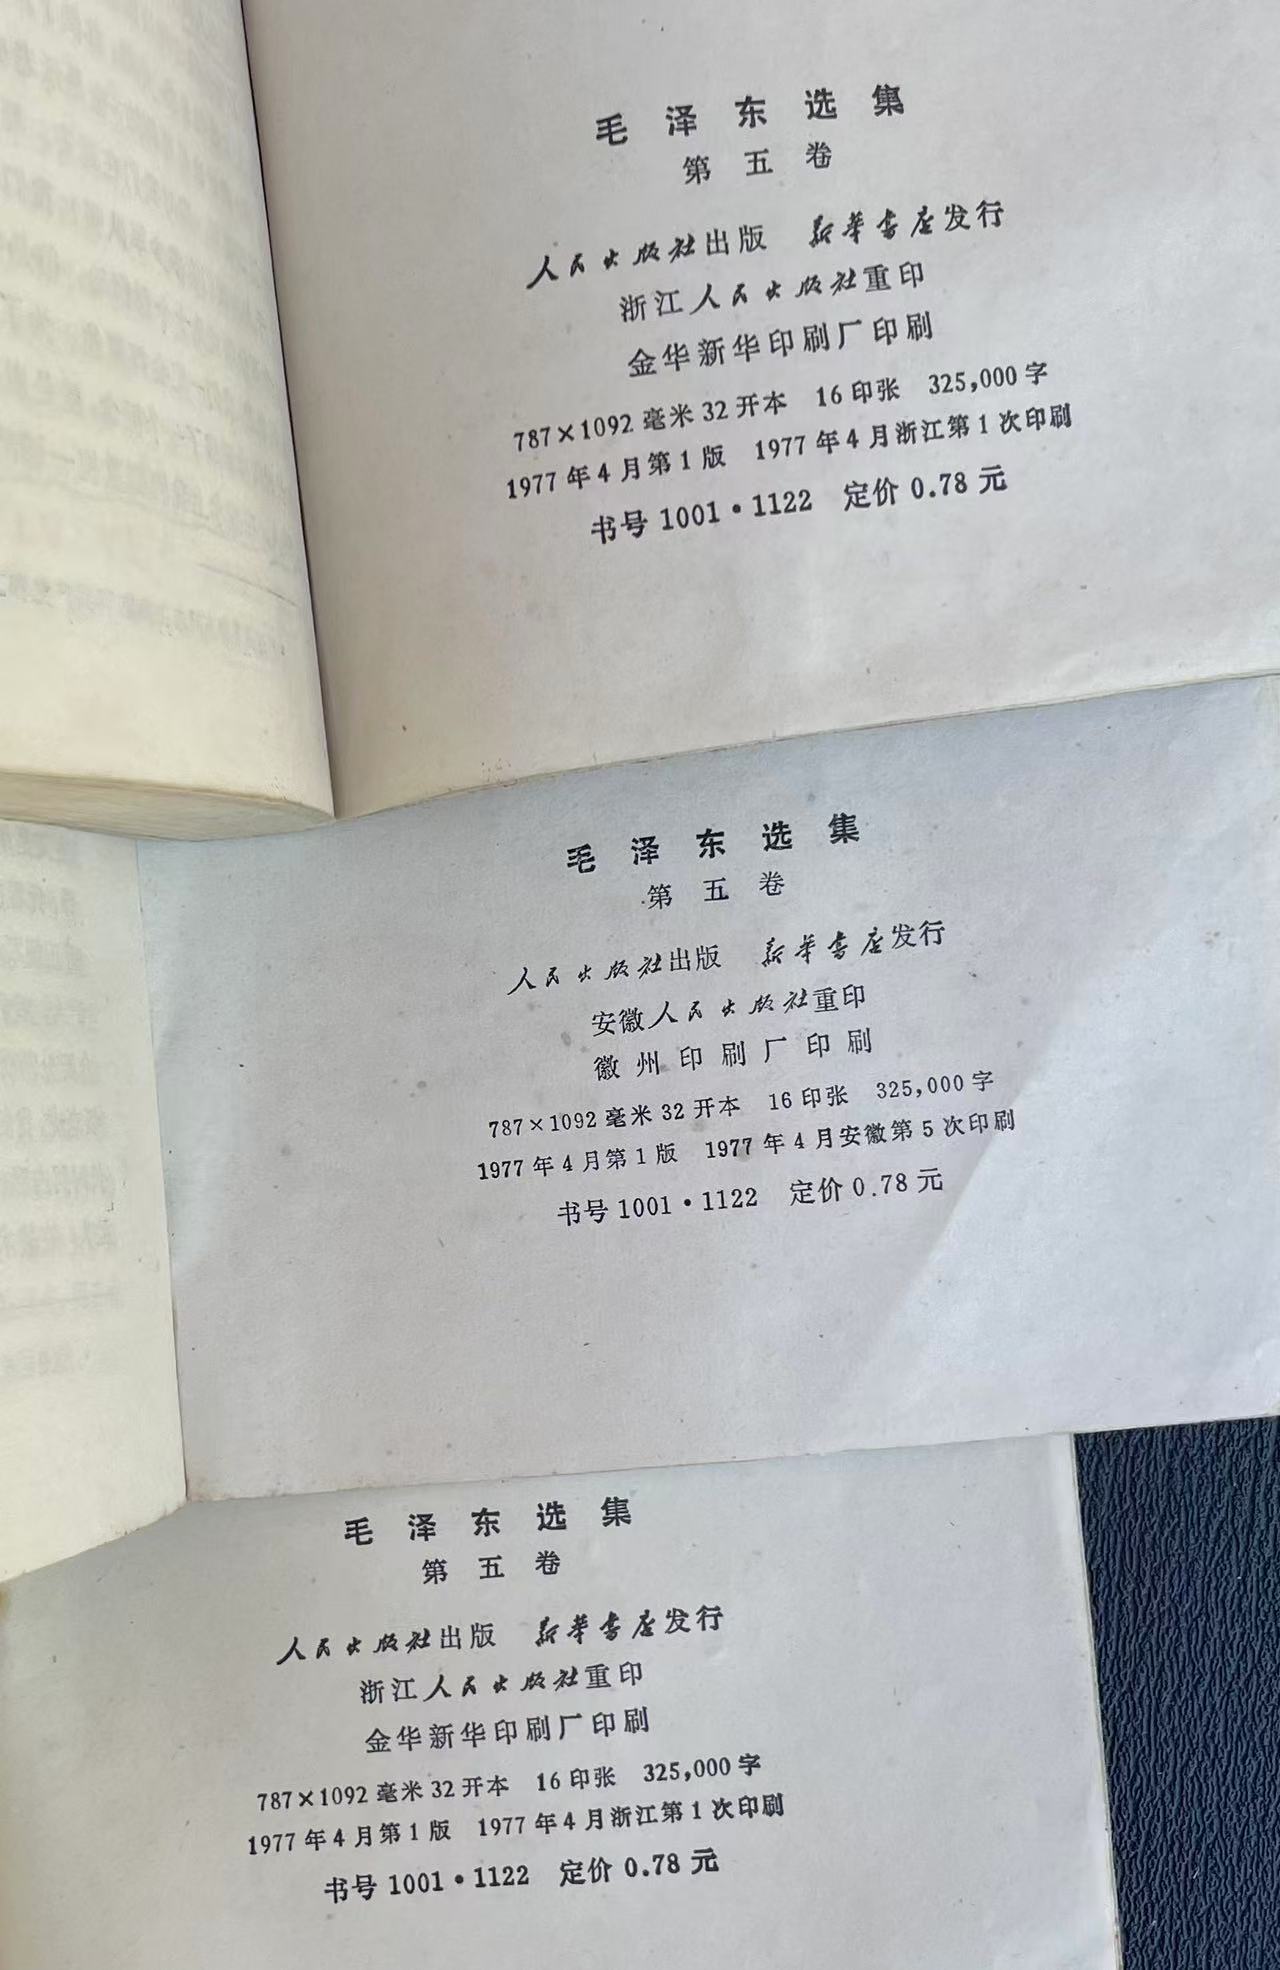 毛泽东选集
第五卷
人民出版社出版 新华书店发行
浙江人民出版社重印
金华新华印刷厂印刷
787×1092毫米32开本 16印张 325,000字
1977年4月第1版 1977年4月浙江第1次印刷
书号1001·1122 定价0.78元
毛泽东选集
第五卷
人民出版社出版 新华书店发行
安徽人民出版社重印
徽州印刷厂印刷
787×1092毫米32开本 16印张 325,000字
1977年4月第1版 1977年4月安徽第5次印刷
书号1001·1122 定价0.78元
毛泽东选集
第五卷
人民出版社出版 新华书店发行
浙江人民出版社重印
金华新华印刷厂印刷
787×1092毫米32开本 16印张 325,000字
1977年4月第1版 1977年4月浙江第1次印刷
书号1001·1122 定价0.78元